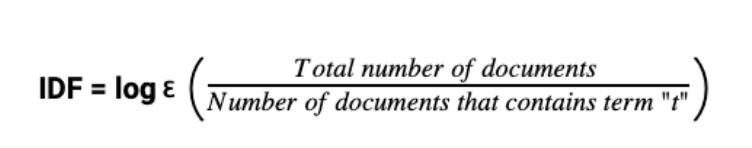 IDF = log ε ( Total number of documents / Number of documents that contains term "t" )